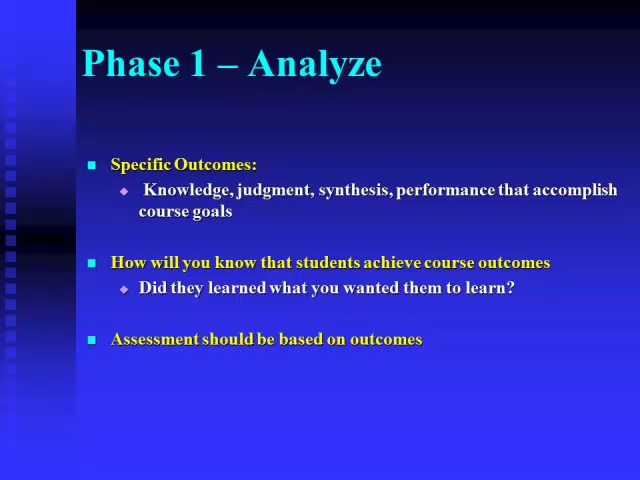 Phase 1 – Analyze
Specific Outcomes:
Knowledge, judgment, synthesis, performance that accomplish
course goals
How will you know that students achieve course outcomes
Did they learned what you wanted them to learn?
Assessment should be based on outcomes